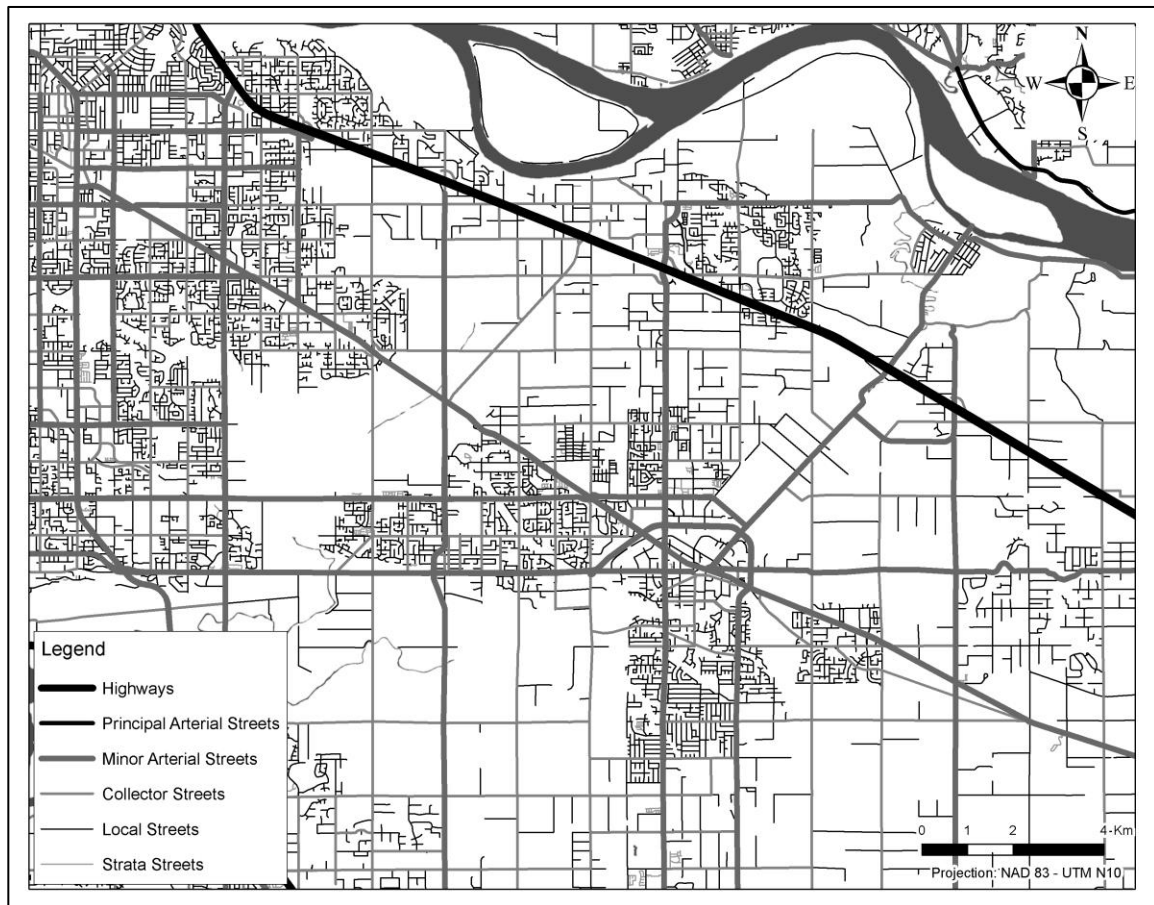 N
W E
S
Legend
Highways
Principal Arterial Streets
Minor Arterial Streets
Collector Streets
Local Streets
Strata Streets
0 1 2 4 Km
Projection: NAD 83 - UTM N10